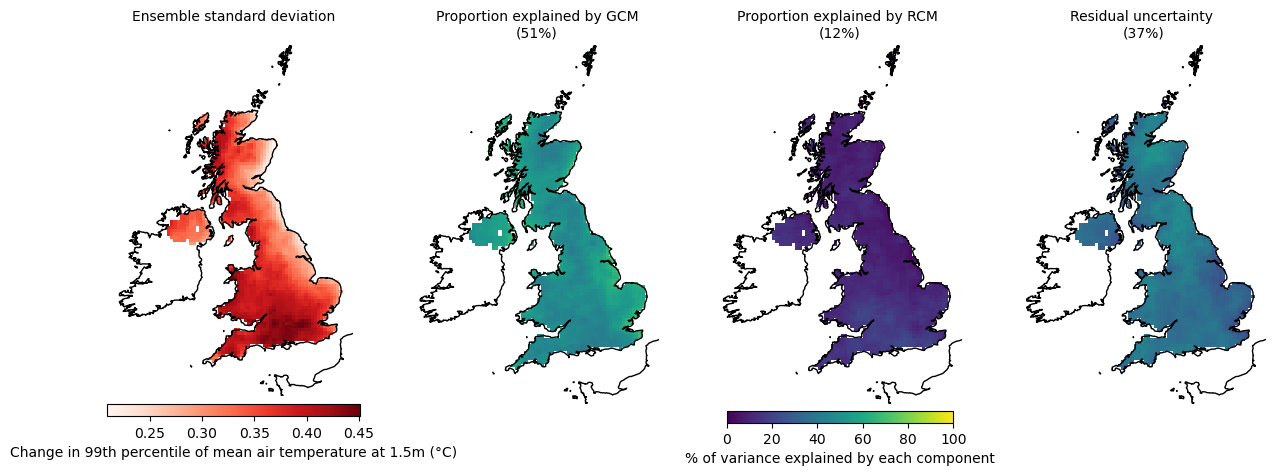 Ensemble standard deviation
Proportion explained by GCM
(51%)
Proportion explained by RCM
(12%)
Residual uncertainty
(37%)
0.25 0.30 0.35 0.40 0.45
Change in 99th percentile of mean air temperature at 1.5m (°C)
0 20 40 60 80 100
% of variance explained by each component